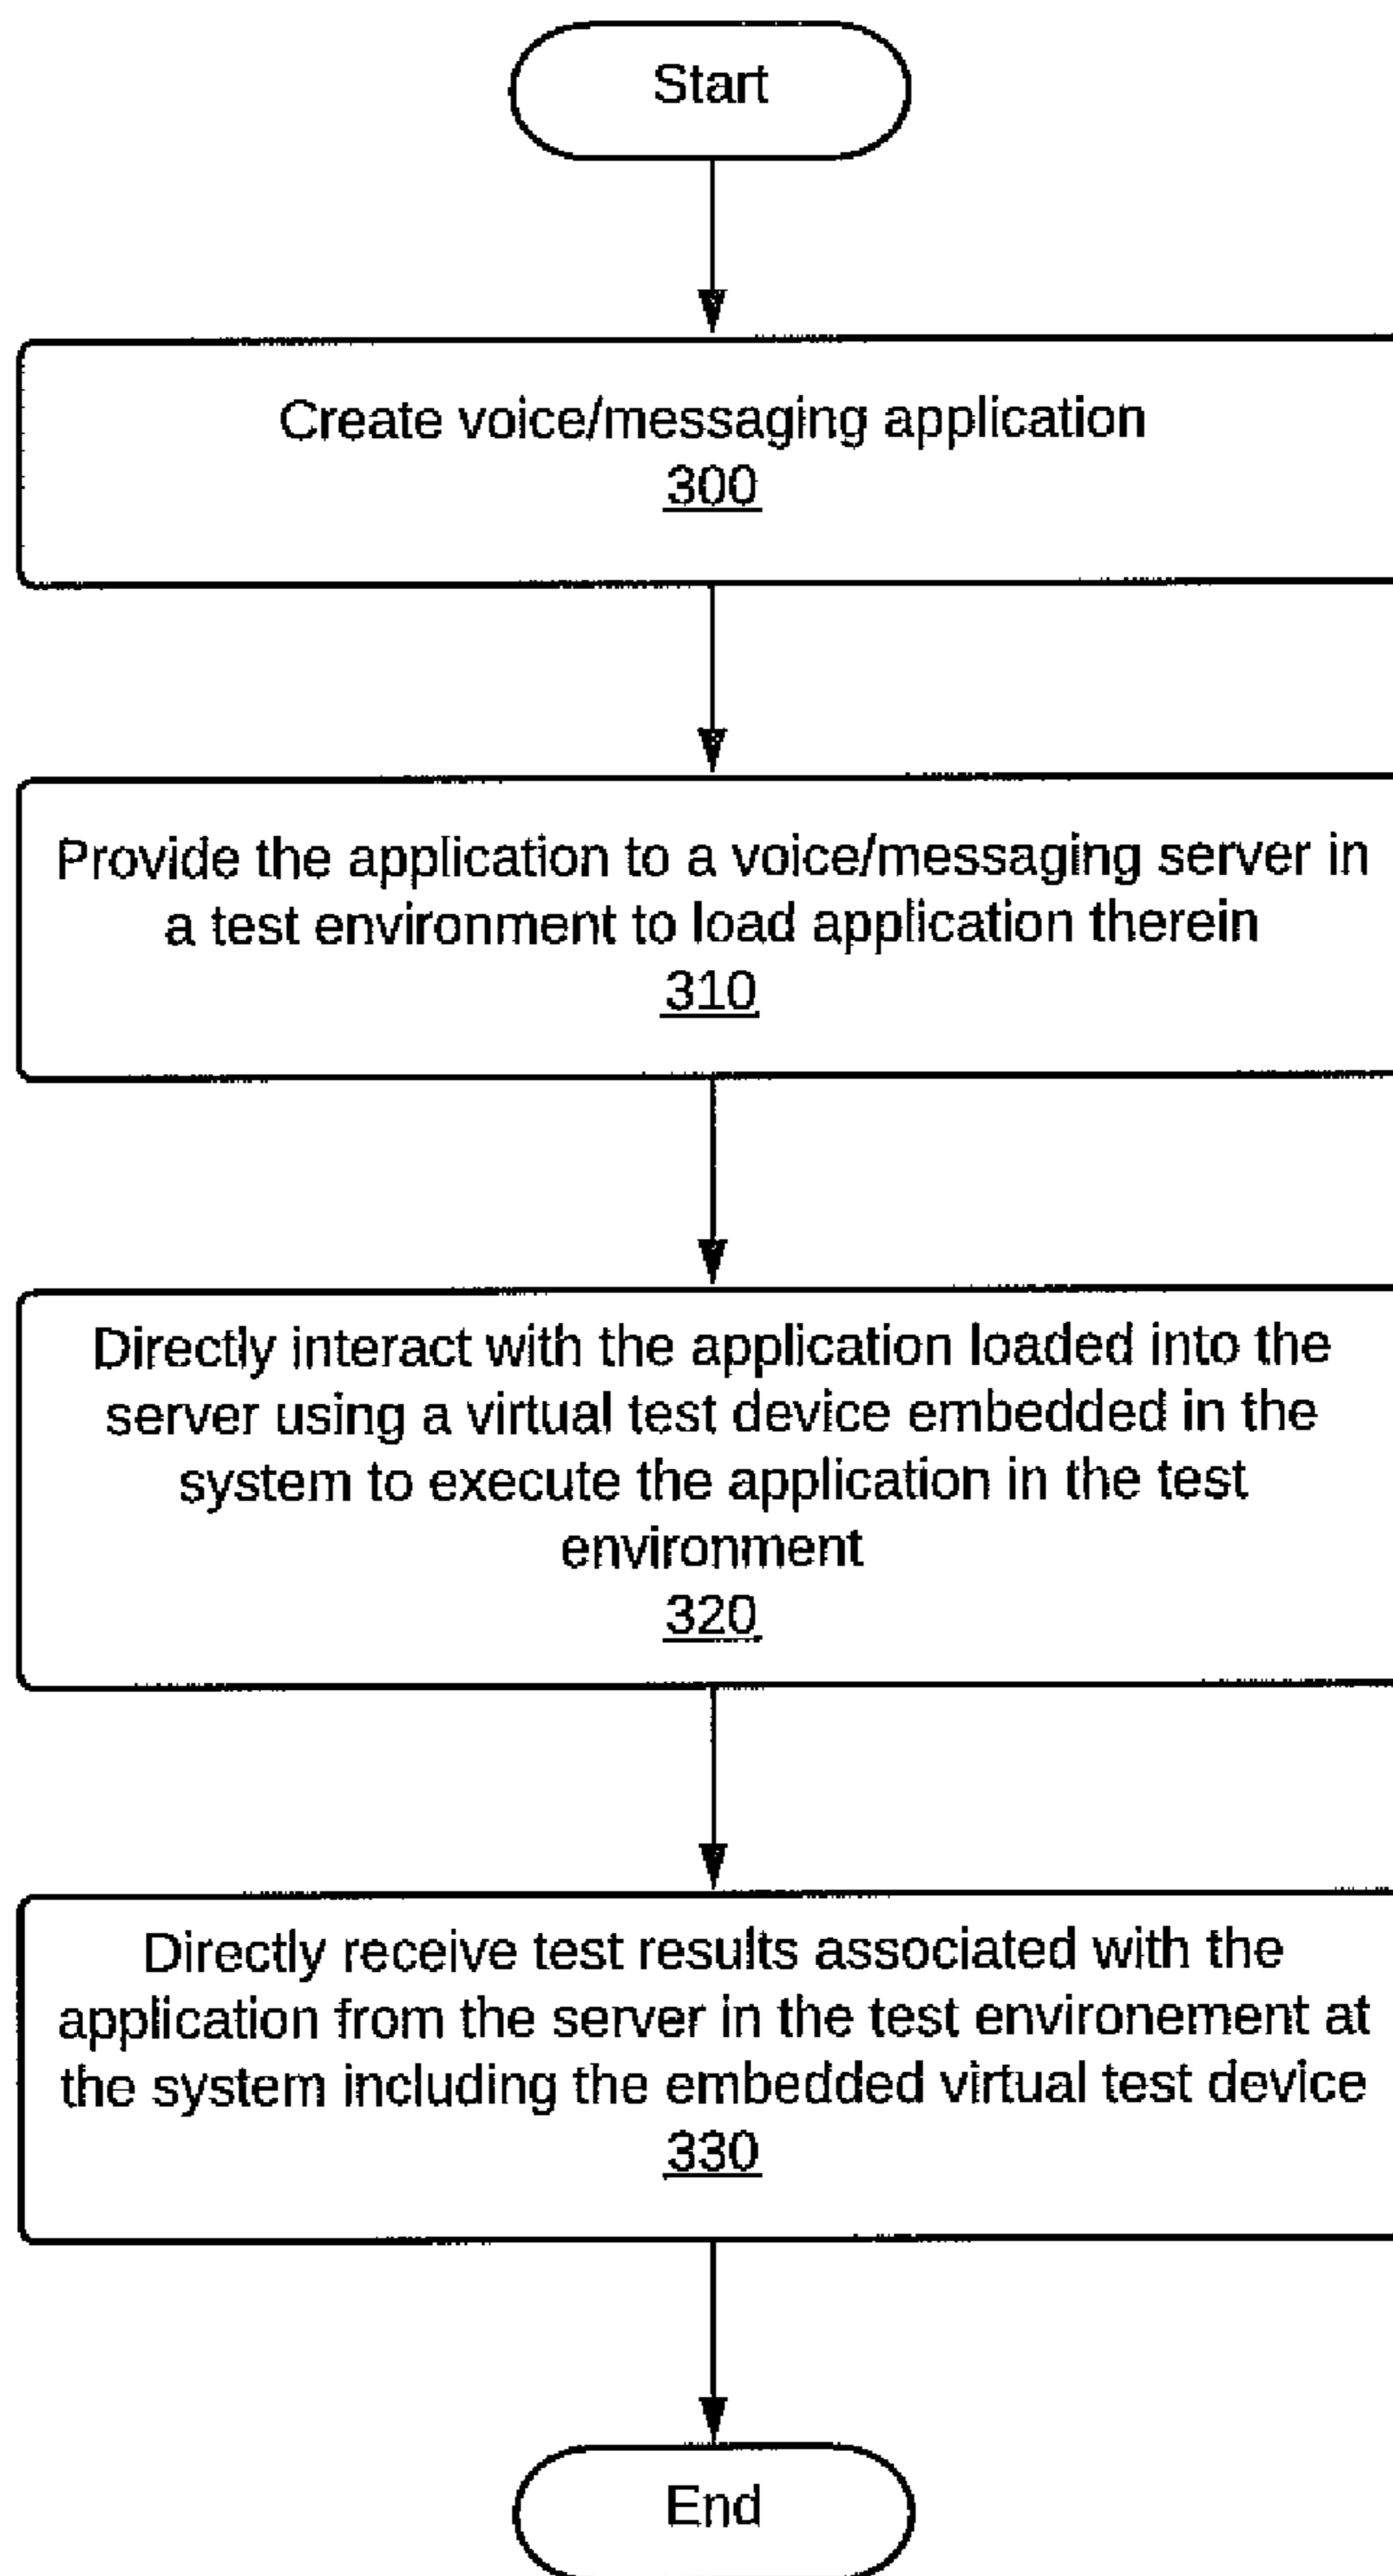 Start
Create voice/messaging application
300
Provide the application to a voice/messaging server in
a test environment to load application therein
310
Directly interact with the application loaded into the
server using a virtual test device embedded in the
system to execute the application in the test
environment
320
Directly receive test results associated with the
application from the server in the test environement at
the system including the embedded virtual test device
330
End